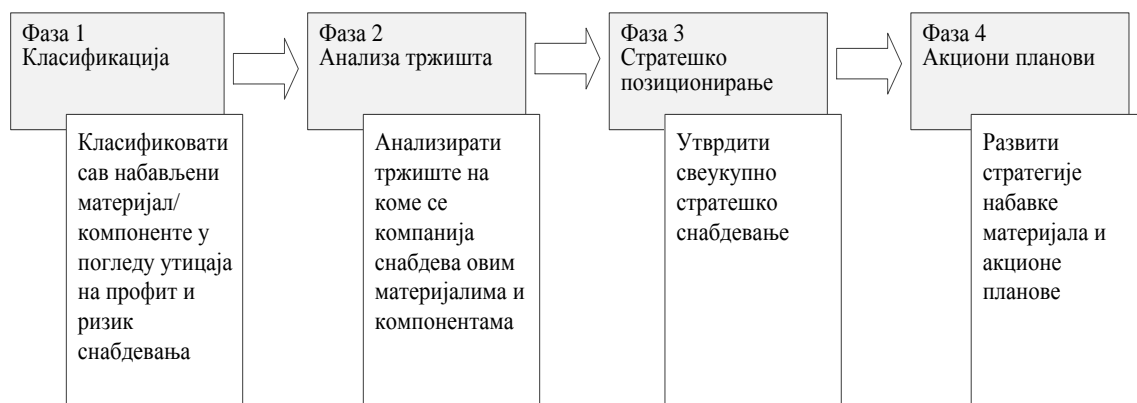 Фаза 1
Класификација
Класификовати
сав набављени
материјал/
компоненте у
погледу утицаја
на профит и
ризик
снабдевања
Фаза 2
Анализа тржишта
Анализирати
тржиште на
коме се
компанија
снабдева овим
материјалима и
компонентама
Фаза 3
Стратешко
позиционирање
Утврдити
свеукупно
стратешко
снабдевање
Фаза 4
Акциони планови
Развити
стратегије
набавке
материјала и
акционе
планове